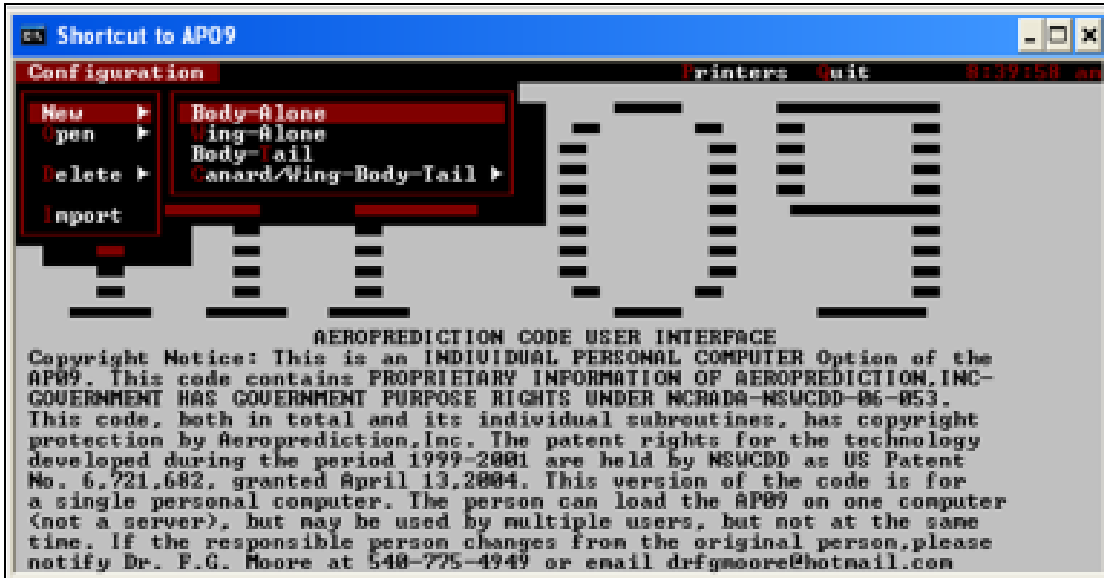 Shortcut to AP09
Configuration Printers Quit 8:39:58 am
New Body-Alone
Open Wing-Alone
Body-Tail
Delete Canard/Wing-Body-Tail
Import
AP09
AEROPREDICTION CODE USER INTERFACE
Copyright Notice: This is an INDIVIDUAL PERSONAL COMPUTER Option of the
AP09. This code contains PROPRIETARY INFORMATION OF AEROPREDICTION,INC-
GOVERNMENT HAS GOVERNMENT PURPOSE RIGHTS UNDER NCRADA-NSWCDD-06-053.
This code, both in total and its individual subroutines, has copyright
protection by Aeroprediction,Inc. The patent rights for the technology
developed during the period 1999-2001 are held by NSWCDD as US Patent
No. 6,721,682, granted April 13,2004. This version of the code is for
a single personal computer. The person can load the AP09 on one computer
(not a server), but may be used by multiple users, but not at the same
time. If the responsible person changes from the original person,please
notify Dr. F.G. Moore at 540-775-4949 or email drfgmoore@hotmail.com